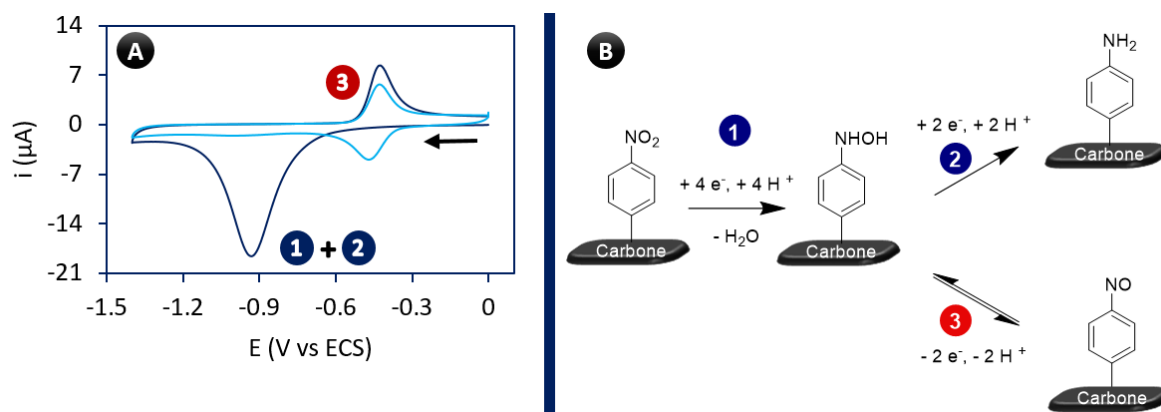 A
14
7
0
-7
-14
-21
i (µA)
3
1 + 2
-1.5
-1.2
-0.9
-0.6
-0.3
0
E (V vs ECS)
B
NO₂
Carbone
1
+ 4 e⁻, + 4 H⁺
- H₂O
NHOH
Carbone
+ 2 e⁻, + 2 H⁺
2
NH₂
Carbone
3
- 2 e⁻, - 2 H⁺
NO
Carbone